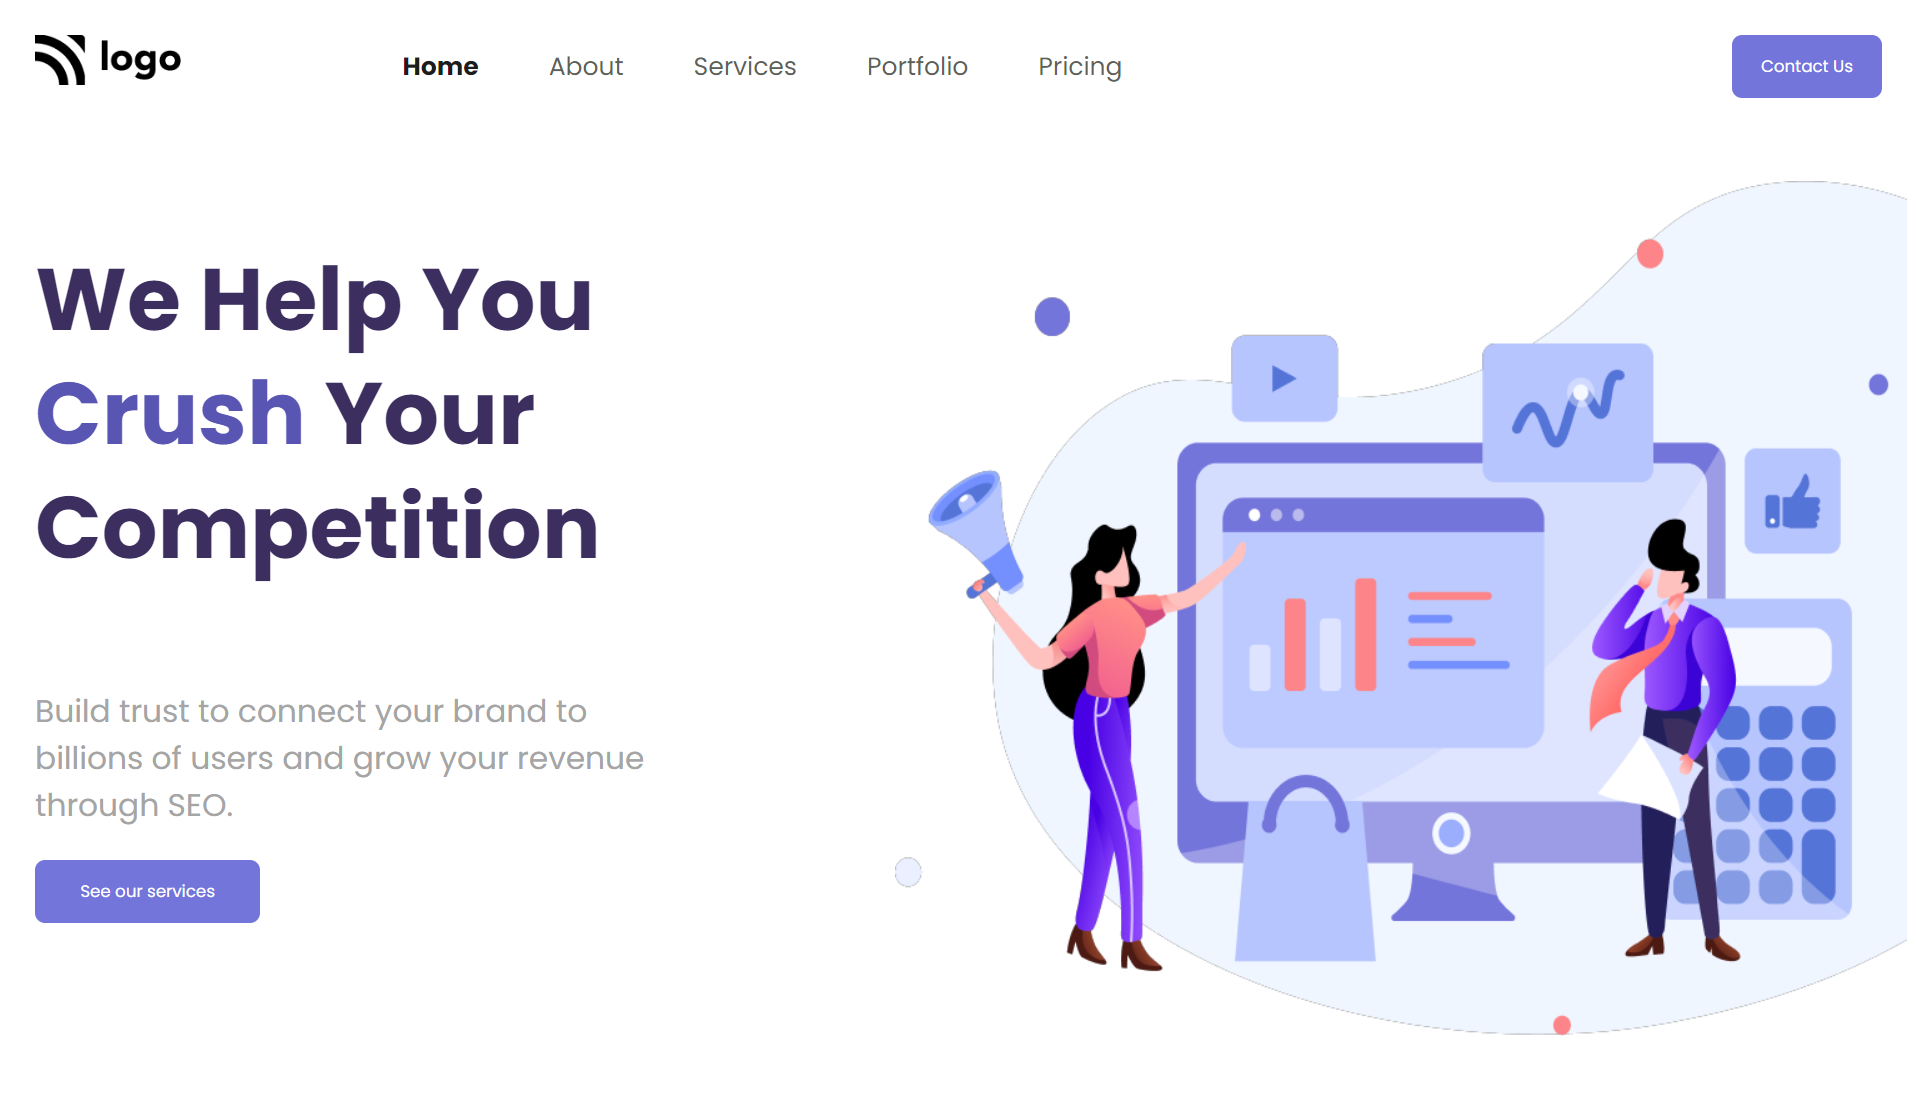 logo
Home About Services Portfolio Pricing
Contact Us
We Help You
Crush Your
Competition
Build trust to connect your brand to
billions of users and grow your revenue
through SEO.
See our services